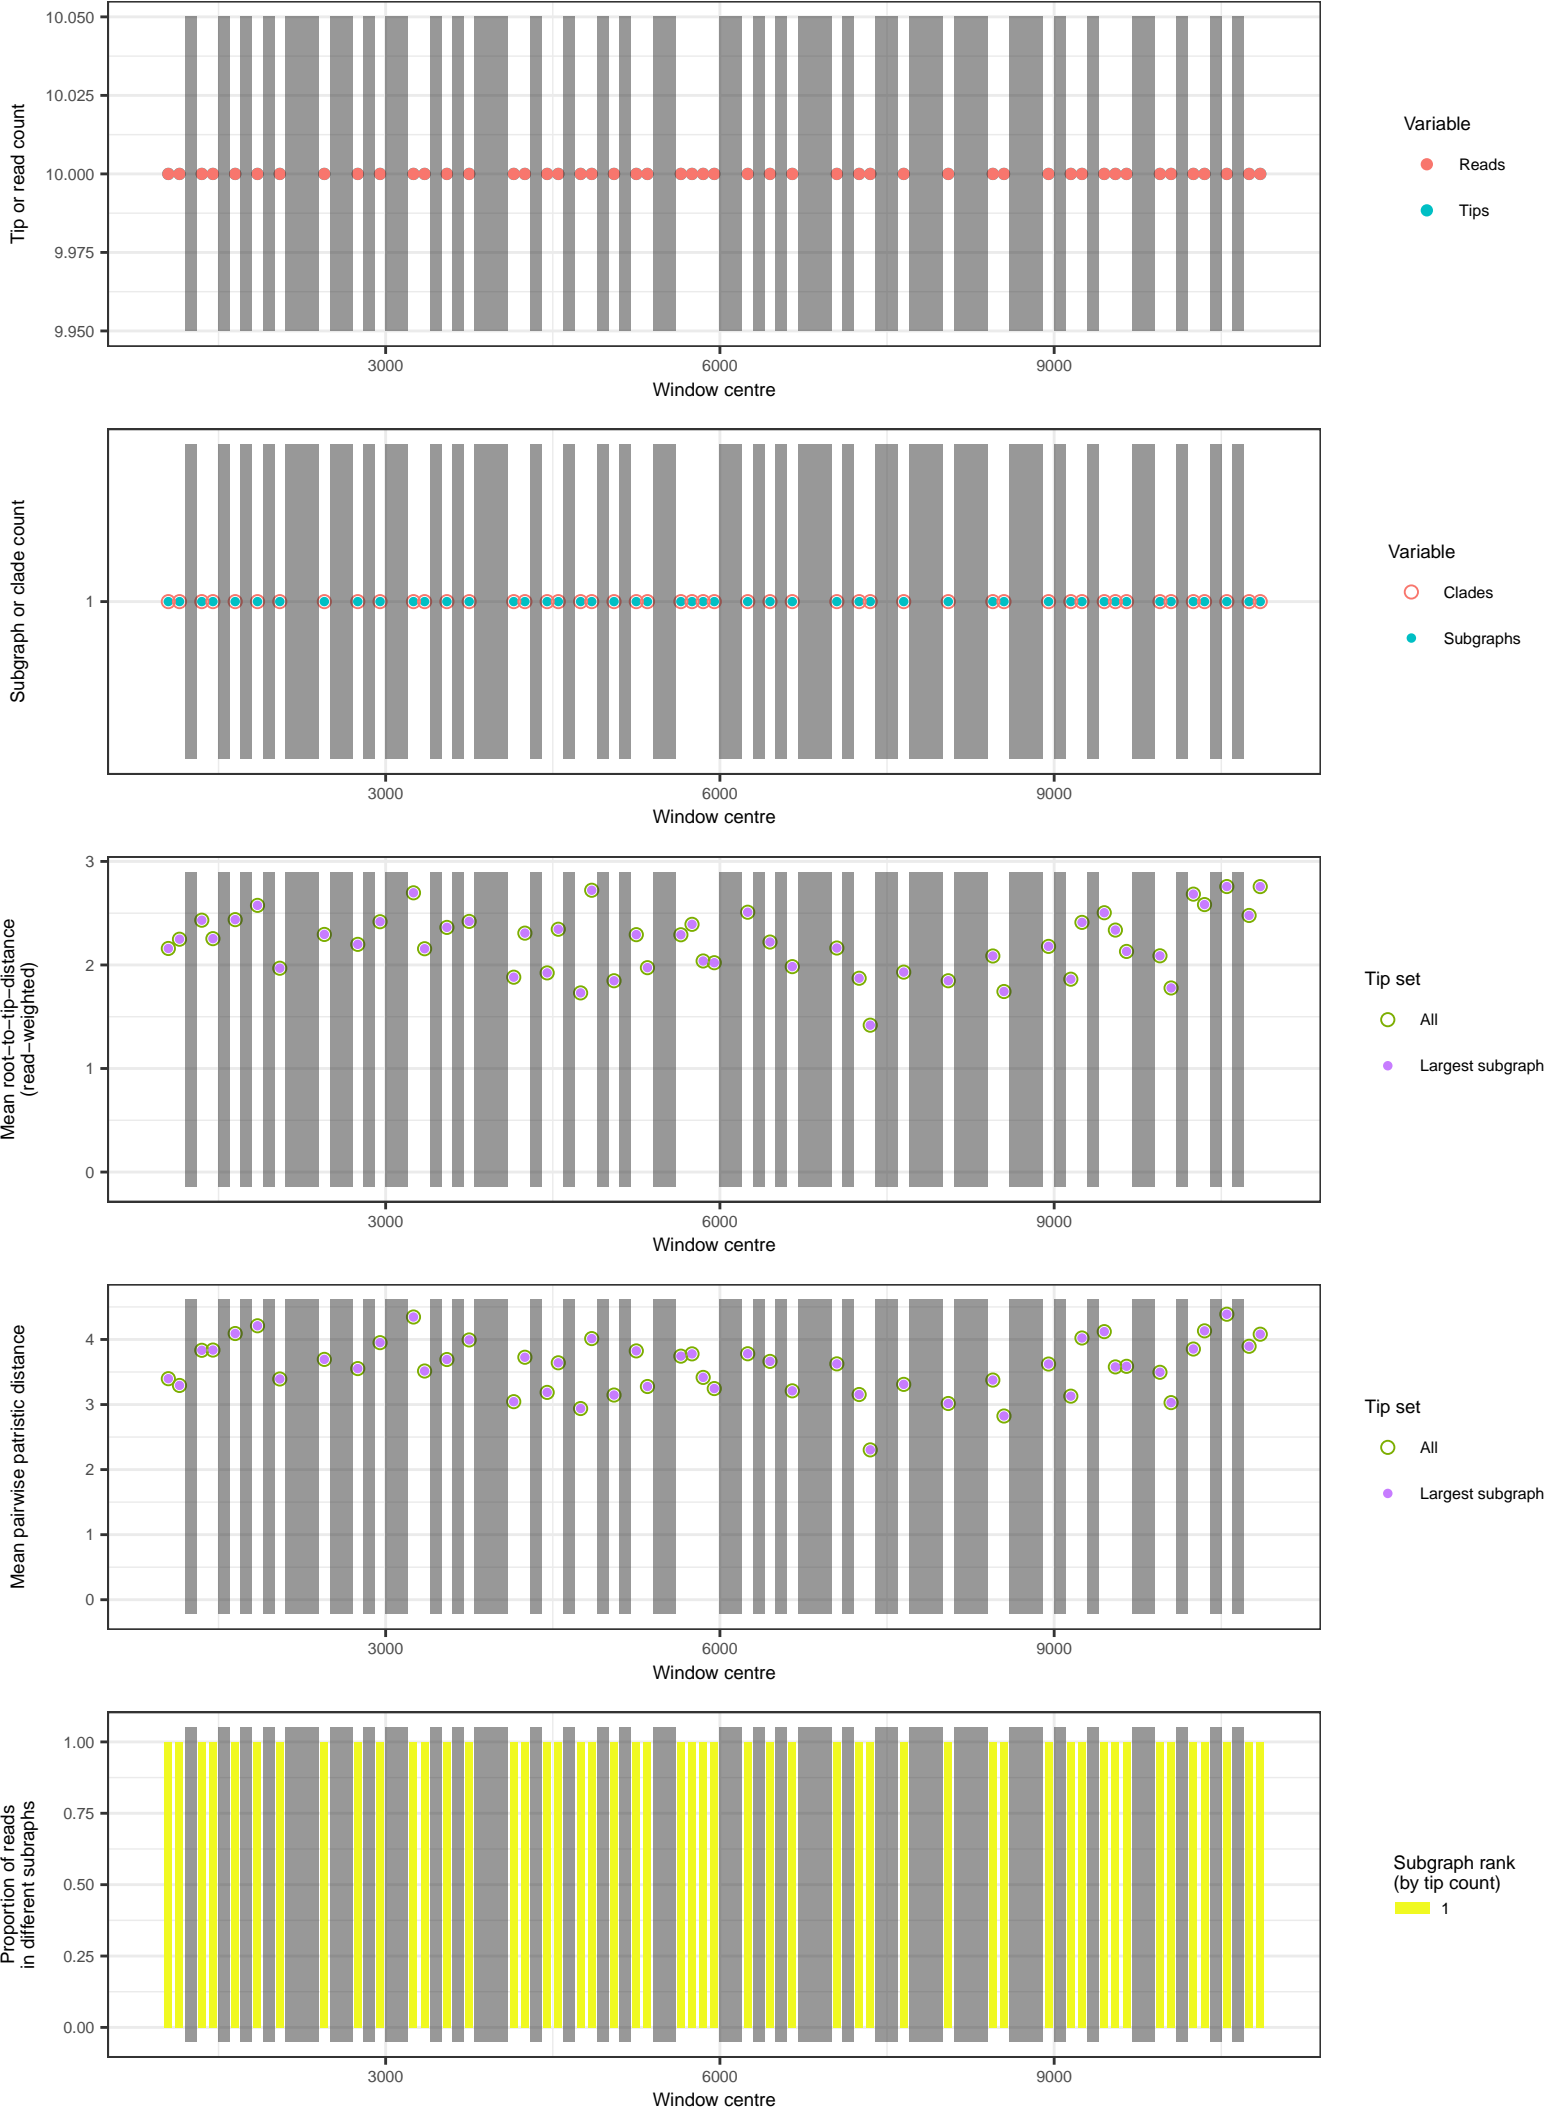 10.050
10.025
10.000
9.975
9.950
Tip or read count
3000 6000 9000
Window centre
Variable
Reads
Tips
1
Subgraph or clade count
3000 6000 9000
Window centre
Variable
Clades
Subgraphs
3
2
1
0
Mean root−to−tip−distance
(read−weighted)
3000 6000 9000
Window centre
Tip set
All
Largest subgraph
4
3
2
1
0
Mean pairwise patristic distance
3000 6000 9000
Window centre
Tip set
All
Largest subgraph
1.00
0.75
0.50
0.25
0.00
Proportion of reads
in different subraphs
3000 6000 9000
Window centre
Subgraph rank
(by tip count)
1